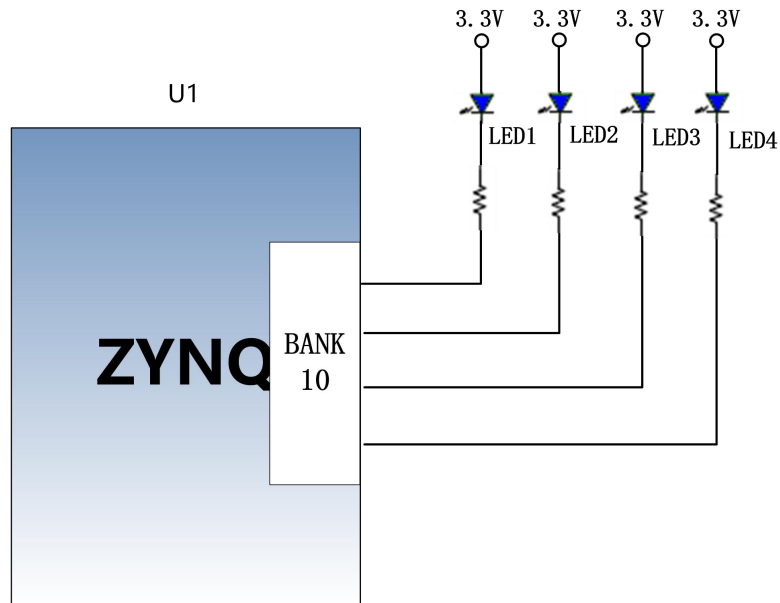 3.3V 3.3V 3.3V 3.3V
U1
LED1 LED2 LED3 LED4
ZYNQ
BANK
10